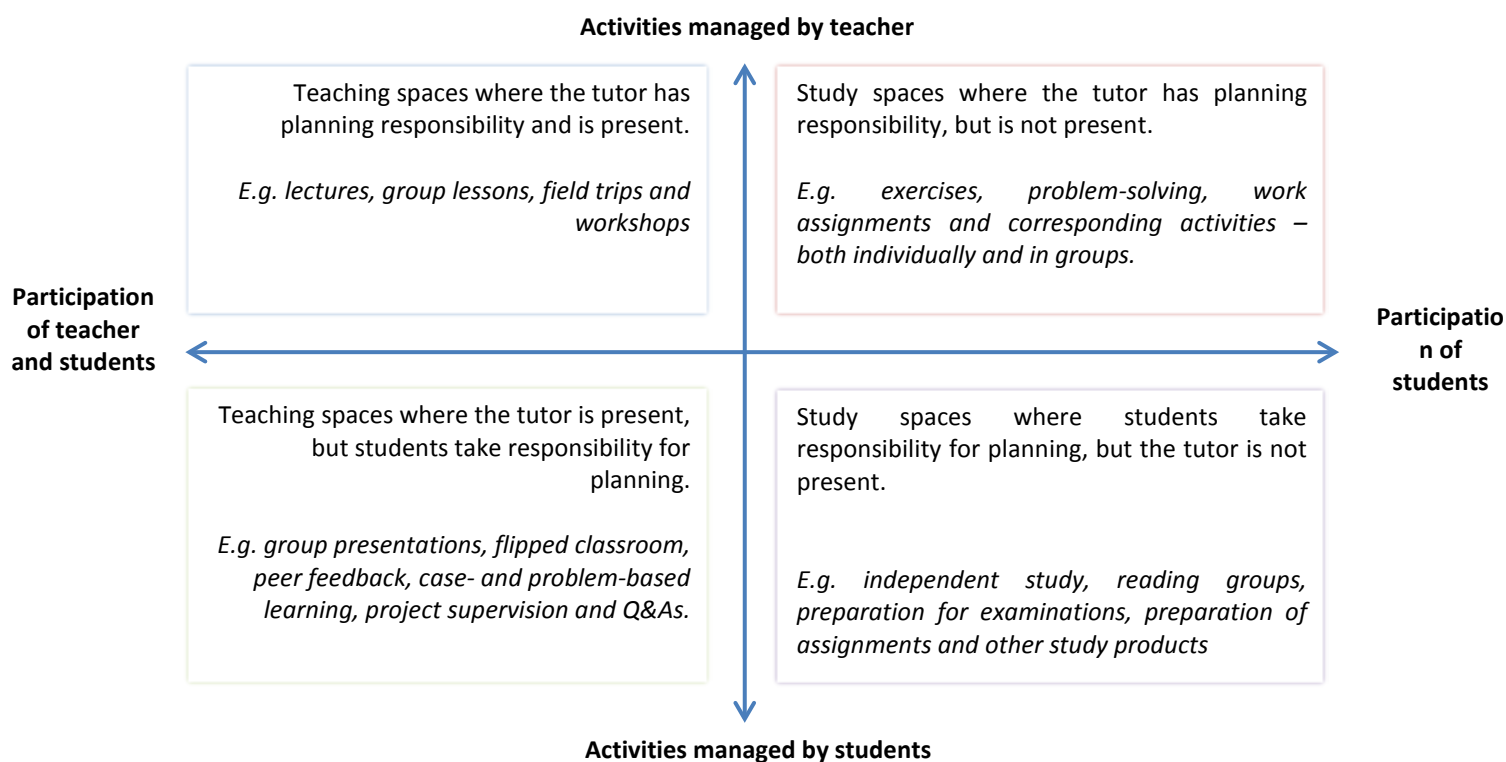 Activities managed by teacher
Teaching spaces where the tutor has
planning responsibility and is present.
E.g. lectures, group lessons, field trips and
workshops
Study spaces where the tutor has planning
responsibility, but is not present.
E.g. exercises, problem-solving, work
assignments and corresponding activities –
both individually and in groups.
Participation
of teacher
and students
Participatio
n of
students
Teaching spaces where the tutor is present,
but students take responsibility for
planning.
E.g. group presentations, flipped classroom,
peer feedback, case- and problem-based
learning, project supervision and Q&As.
Study spaces where students take
responsibility for planning, but the tutor is not
present.
E.g. independent study, reading groups,
preparation for examinations, preparation of
assignments and other study products
Activities managed by students